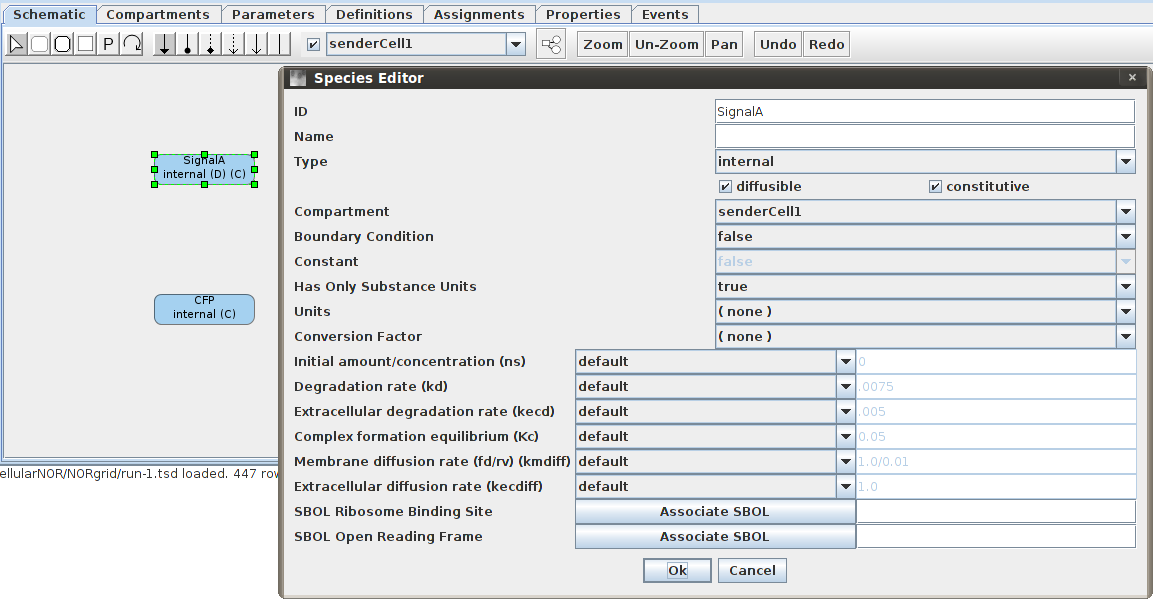 Schematic Compartments Parameters Definitions Assignments Properties Events
P senderCell1 Zoom Un-Zoom Pan Undo Redo
Species Editor
ID SignalA
Name
Type internal
diffusible constitutive
Compartment senderCell1
Boundary Condition false
Constant false
Has Only Substance Units true
Units ( none )
Conversion Factor ( none )
Initial amount/concentration (ns) default 0
Degradation rate (kd) default .0075
Extracellular degradation rate (kecd) default .005
Complex formation equilibrium (Kc) default 0.05
Membrane diffusion rate (fd/rv) (kmdiff) default 1.0/0.01
Extracellular diffusion rate (kecdiff) default 1.0
SBOL Ribosome Binding Site Associate SBOL
SBOL Open Reading Frame Associate SBOL
Ok Cancel
SignalA
internal (D) (C)
CFP
internal (C)
ellularNOR/NORgrid/run-1.tsd loaded. 447